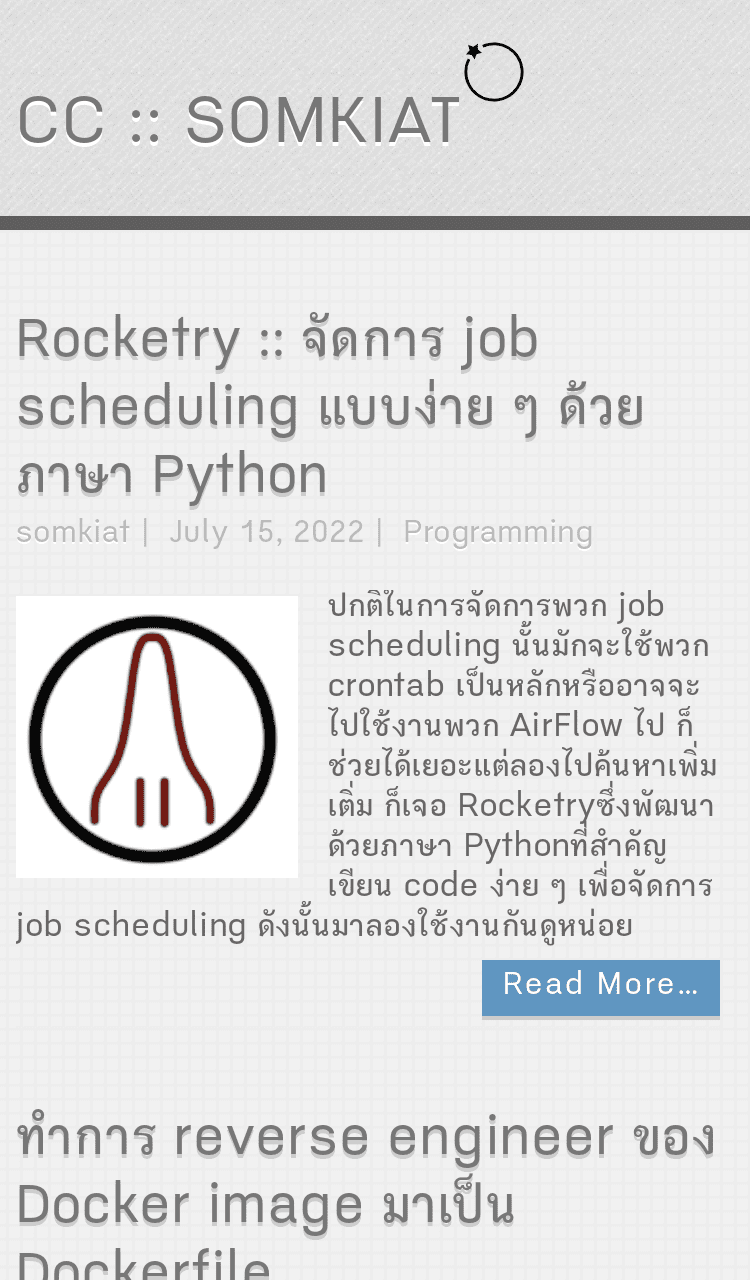 CC :: SOMKIAT
Rocketry :: จัดการ job
scheduling แบบง่าย ๆ ด้วย
ภาษา Python
somkiat | July 15, 2022 | Programming
ปกติในการจัดการพวก job
scheduling นั้นมักจะใช้พวก
crontab เป็นหลักหรืออาจจะ
ไปใช้งานพวก AirFlow ไป ก็
ช่วยได้เยอะแต่ลองไปค้นหาเพิ่ม
เติ่ม ก็เจอ Rocketryซึ่งพัฒนา
ด้วยภาษา Pythonที่สำคัญ
เขียน code ง่าย ๆ เพื่อจัดการ
job scheduling ดังนั้นมาลองใช้งานกันดูหน่อย
Read More...
ทำการ reverse engineer ของ
Docker image มาเป็น
Dockerfile